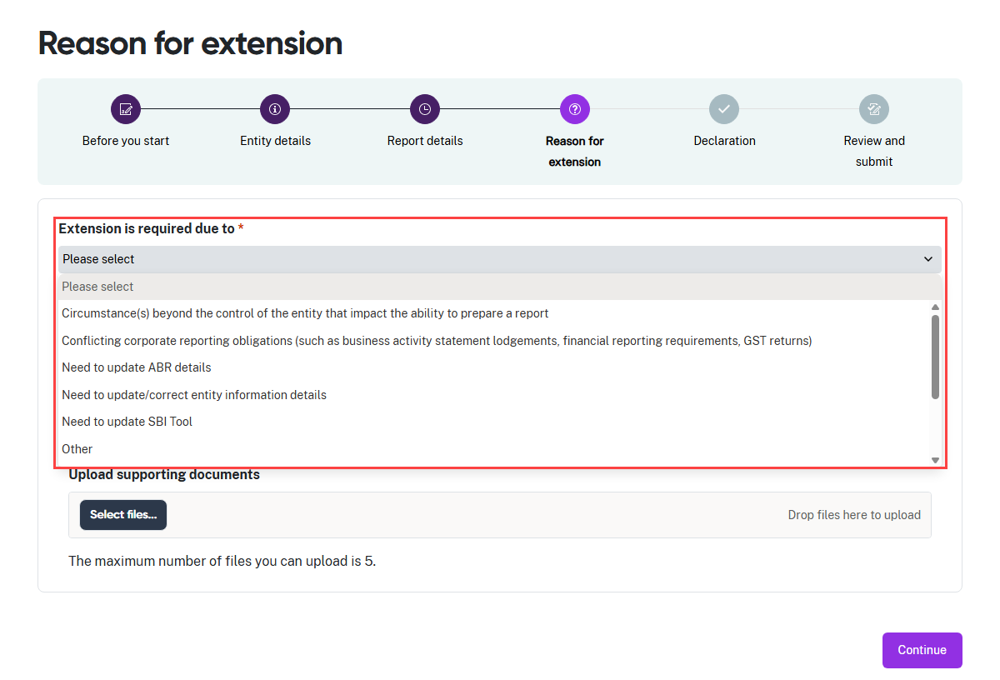 Reason for extension
Before you start
Entity details
Report details
Reason for
extension
Declaration
Review and
submit
Extension is required due to *
Please select
Please select
Circumstance(s) beyond the control of the entity that impact the ability to prepare a report
Conflicting corporate reporting obligations (such as business activity statement lodgements, financial reporting requirements, GST returns)
Need to update ABR details
Need to update/correct entity information details
Need to update SBI Tool
Other
Upload supporting documents
Select files...
Drop files here to upload
The maximum number of files you can upload is 5.
Continue